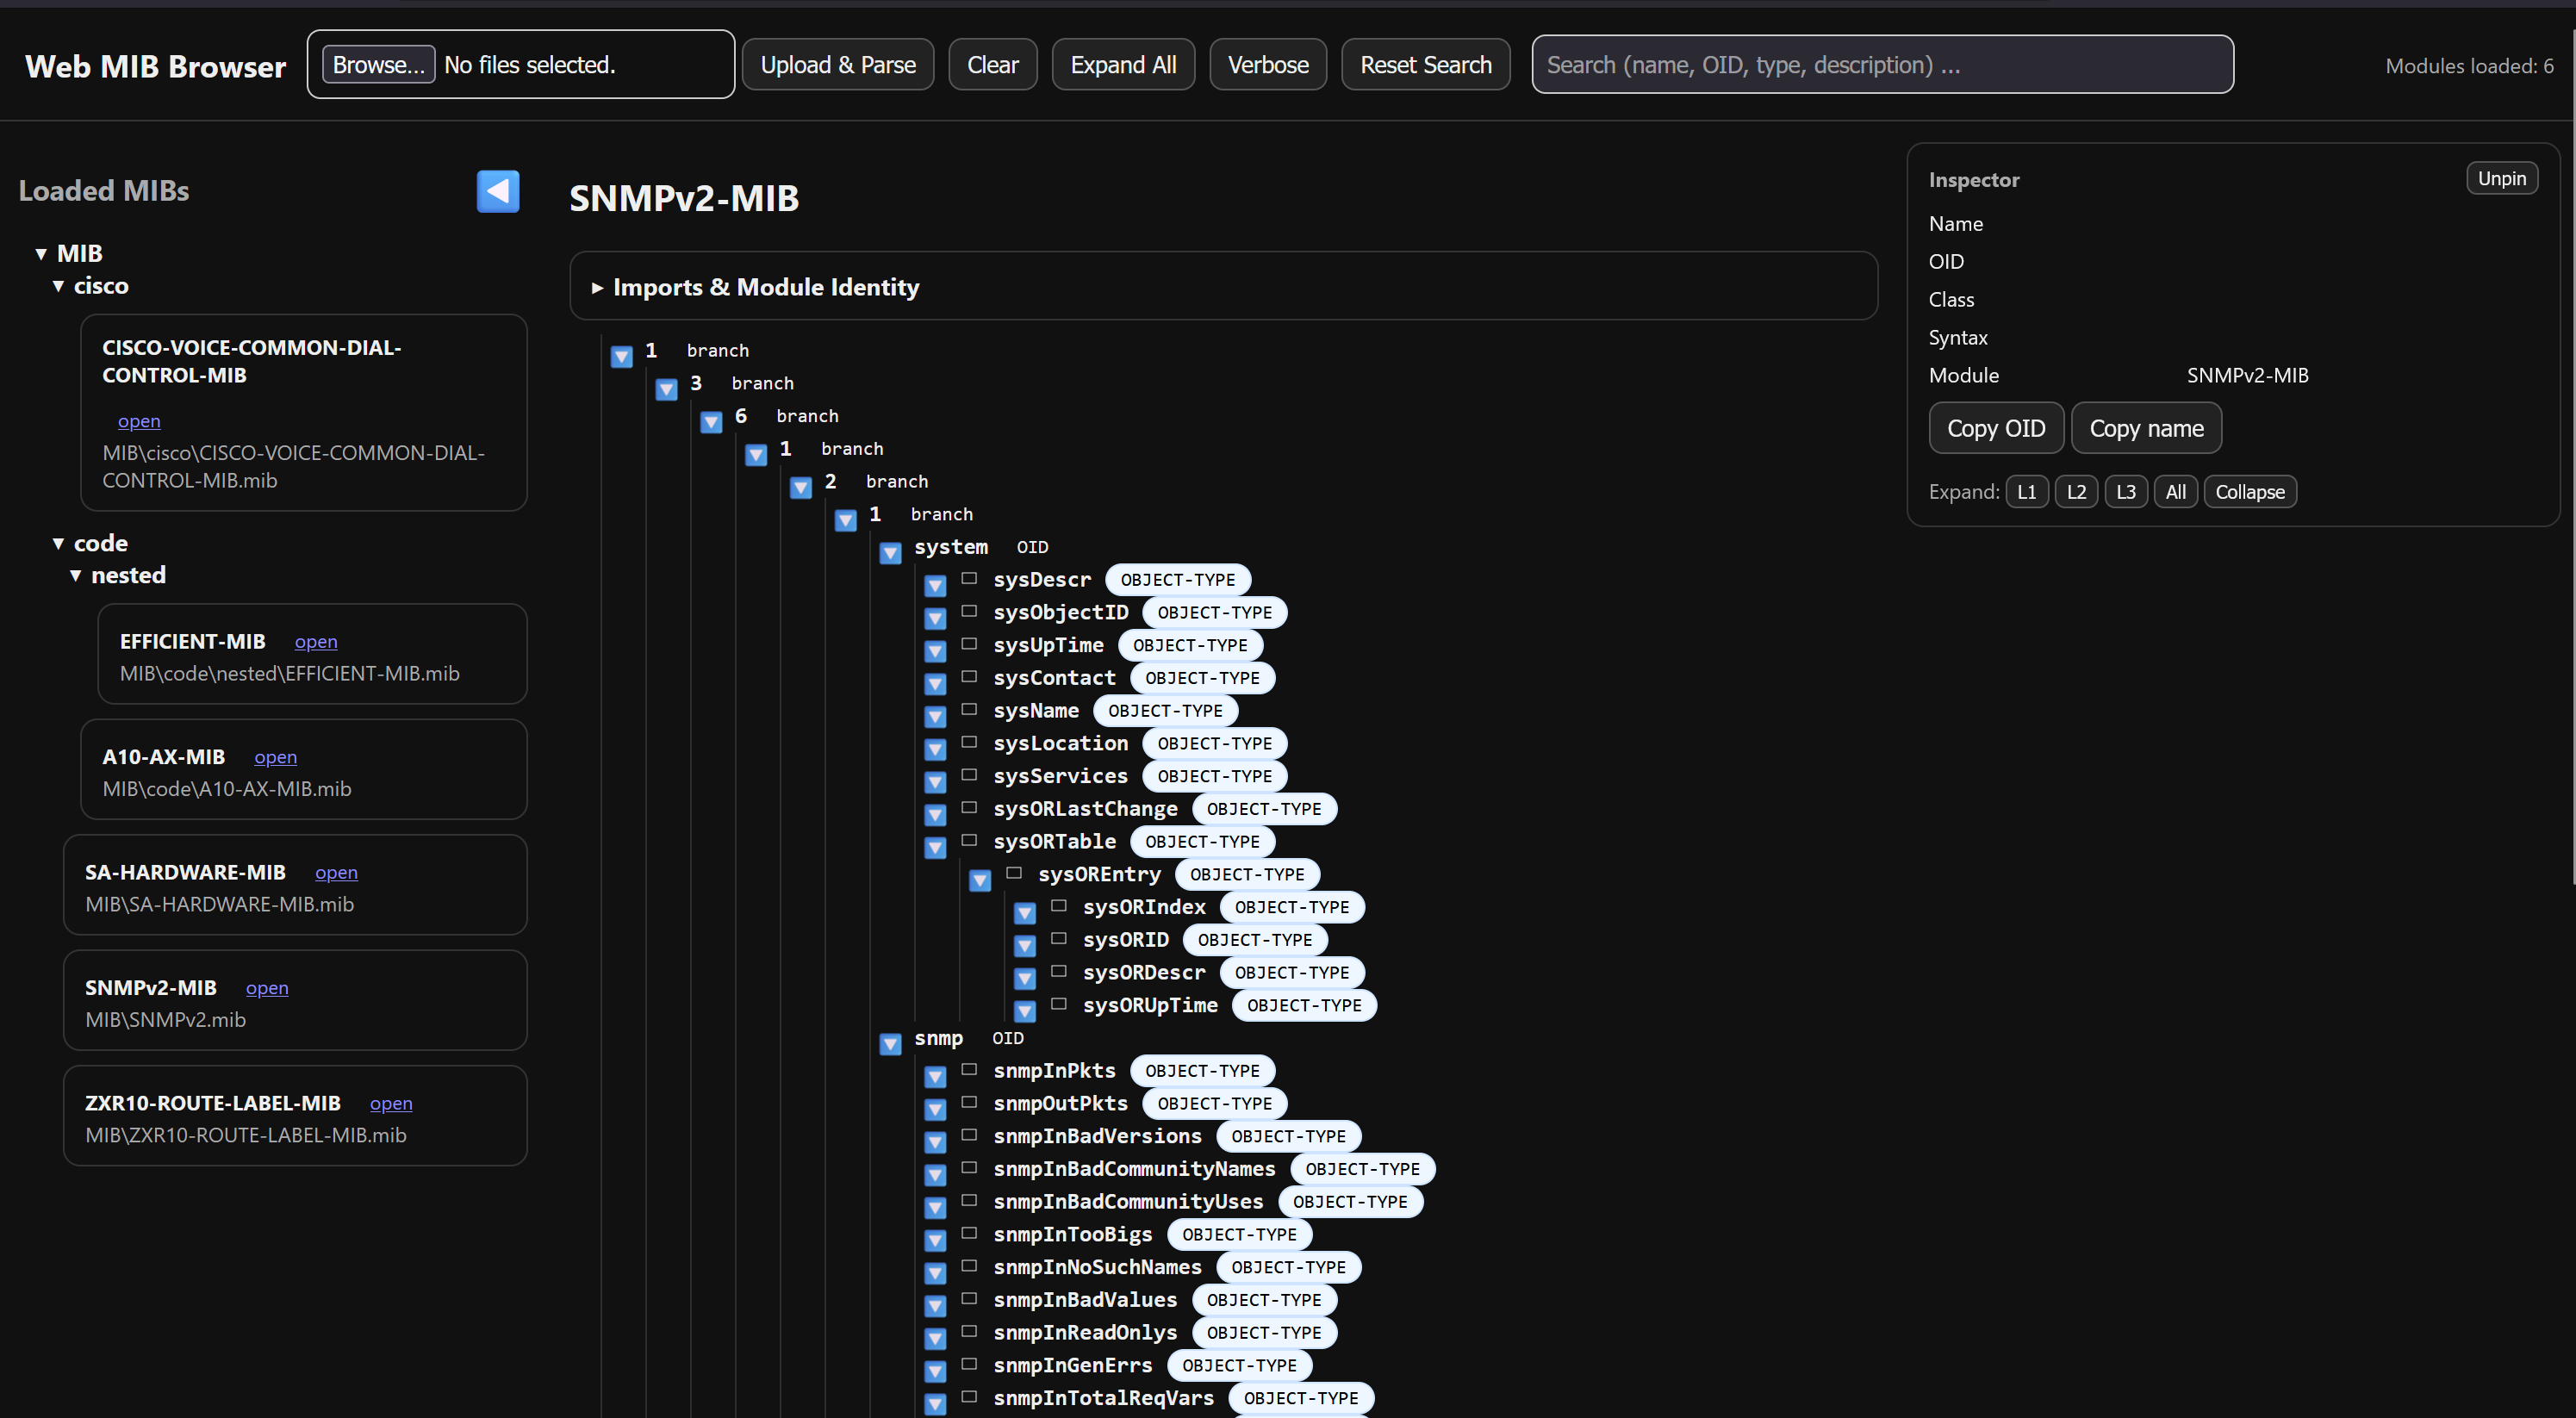 Web MIB Browser
Browse... No files selected.
Upload & Parse
Clear
Expand All
Verbose
Reset Search
Search (name, OID, type, description) ...
Modules loaded: 6
Loaded MIBs
MIB
cisco
CISCO-VOICE-COMMON-DIAL-
CONTROL-MIB
open
MIB\cisco\CISCO-VOICE-COMMON-DIAL-
CONTROL-MIB.mib
code
nested
EFFICIENT-MIB open
MIB\code\nested\EFFICIENT-MIB.mib
A10-AX-MIB open
MIB\code\A10-AX-MIB.mib
SA-HARDWARE-MIB open
MIB\SA-HARDWARE-MIB.mib
SNMPv2-MIB open
MIB\SNMPv2.mib
ZXR10-ROUTE-LABEL-MIB open
MIB\ZXR10-ROUTE-LABEL-MIB.mib
SNMPv2-MIB
Imports & Module Identity
1 branch
3 branch
6 branch
1 branch
2 branch
1 branch
system OID
sysDescr OBJECT-TYPE
sysObjectID OBJECT-TYPE
sysUpTime OBJECT-TYPE
sysContact OBJECT-TYPE
sysName OBJECT-TYPE
sysLocation OBJECT-TYPE
sysServices OBJECT-TYPE
sysORLastChange OBJECT-TYPE
sysORTable OBJECT-TYPE
sysOREntry OBJECT-TYPE
sysORIndex OBJECT-TYPE
sysORID OBJECT-TYPE
sysORDescr OBJECT-TYPE
sysORUpTime OBJECT-TYPE
snmp OID
snmpInPkts OBJECT-TYPE
snmpOutPkts OBJECT-TYPE
snmpInBadVersions OBJECT-TYPE
snmpInBadCommunityNames OBJECT-TYPE
snmpInBadCommunityUses OBJECT-TYPE
snmpInTooBigs OBJECT-TYPE
snmpInNoSuchNames OBJECT-TYPE
snmpInBadValues OBJECT-TYPE
snmpInReadOnlys OBJECT-TYPE
snmpInGenErrs OBJECT-TYPE
snmpInTotalReqVars OBJECT-TYPE
Inspector
Unpin
Name
OID
Class
Syntax
Module SNMPv2-MIB
Copy OID Copy name
Expand: L1 L2 L3 All Collapse